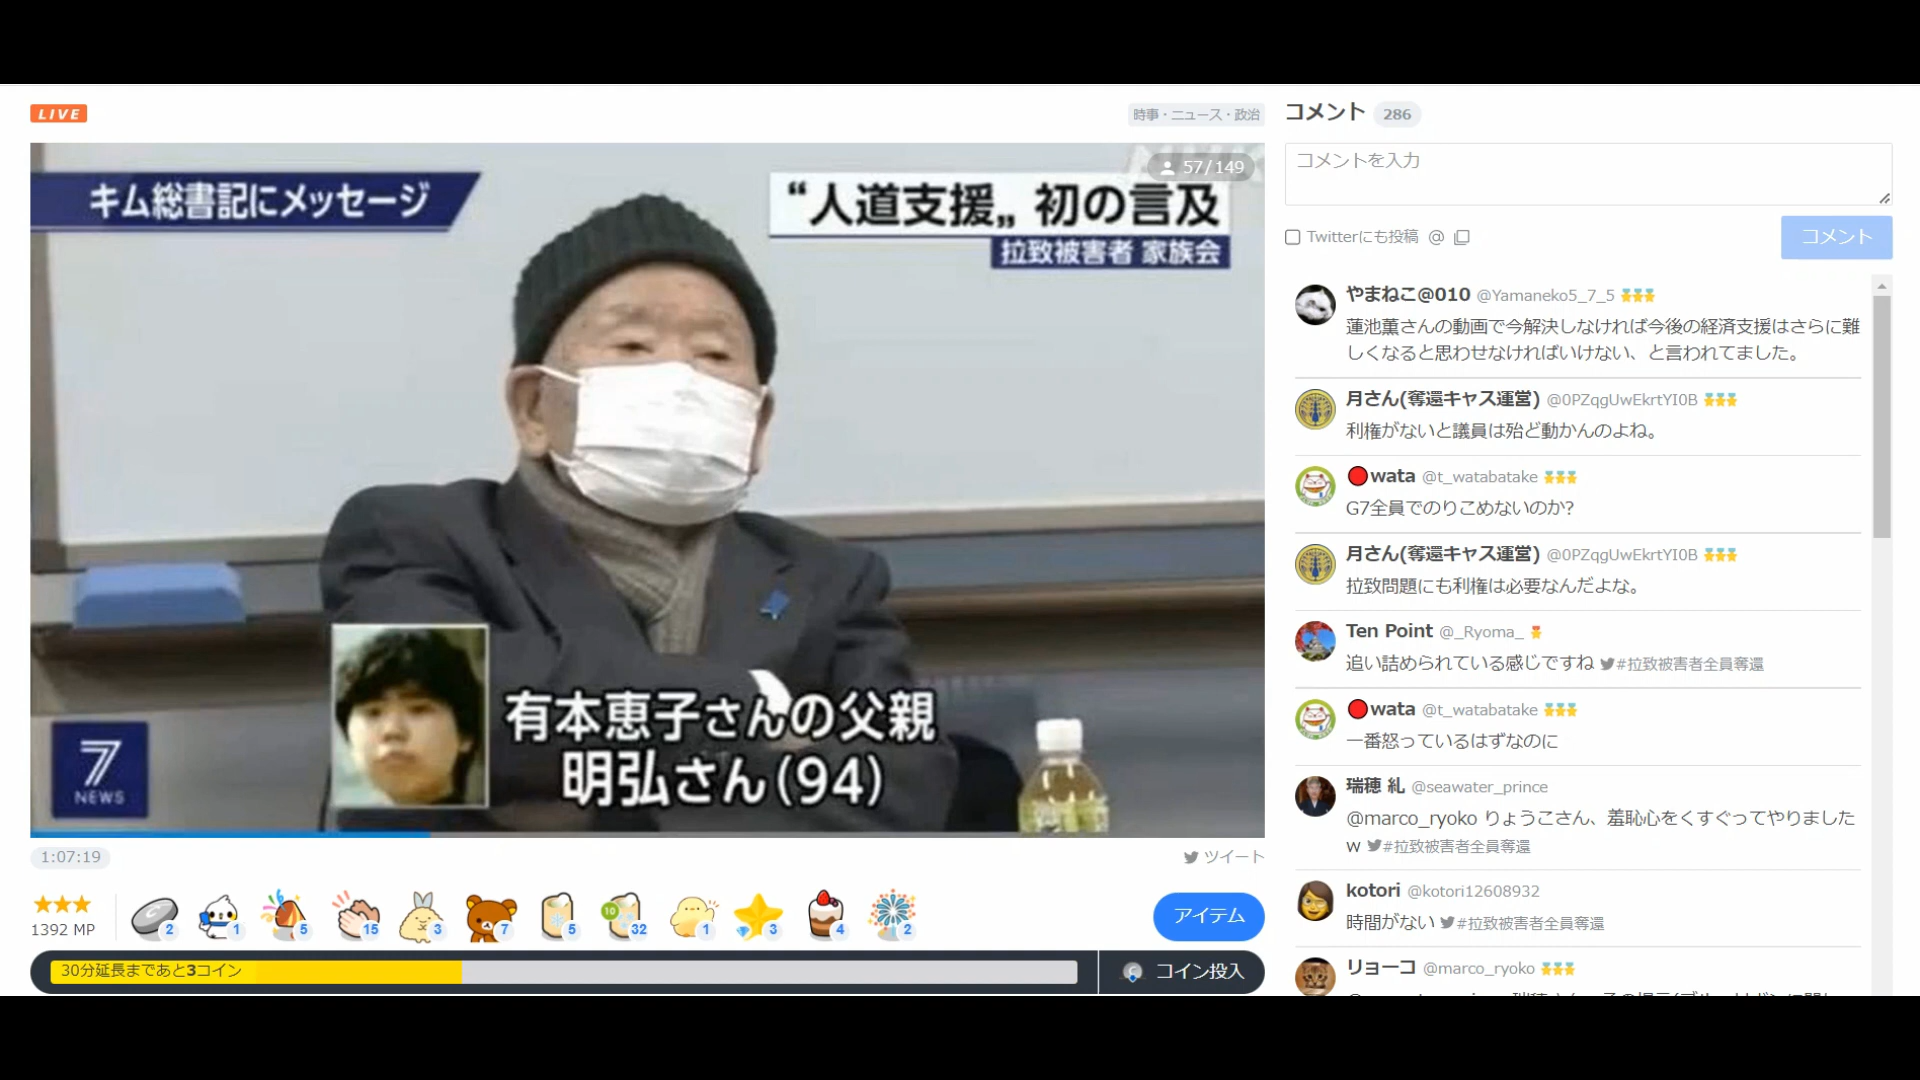 LIVE
時事・ニュース・政治
57/149
キム総書記にメッセージ
“人道支援„ 初の言及
拉致被害者 家族会
有本恵子さんの父親
明弘さん(94)
7
NEWS
1:07:19
ツイート
★★★
1392 MP
2
1
5
15
3
7
5
10
32
1
3
4
2
アイテム
30分延長まであと3コイン
コイン投入
コメント 286
コメントを入力
Twitterにも投稿 @
コメント
やまねこ@010 @Yamaneko5_7_5
蓮池薫さんの動画で今解決しなければ今後の経済支援はさらに難
しくなると思わせなければいけない、と言われてました。
月さん(奪還キャス運営) @0PZqgUwEkrtYI0B
利権がないと議員は殆ど動かんのよね。
wata @t_watabatake
G7全員でのりこめないのか?
月さん(奪還キャス運営) @0PZqgUwEkrtYI0B
拉致問題にも利権は必要なんだよな。
Ten Point @_Ryoma_
追い詰められている感じですね #拉致被害者全員奪還
wata @t_watabatake
一番怒っているはずなのに
瑞穂 糺 @seawater_prince
@marco_ryoko りょうこさん、羞恥心をくすぐってやりました
w #拉致被害者全員奪還
kotori @kotori12608932
時間がない #拉致被害者全員奪還
リョーコ @marco_ryoko